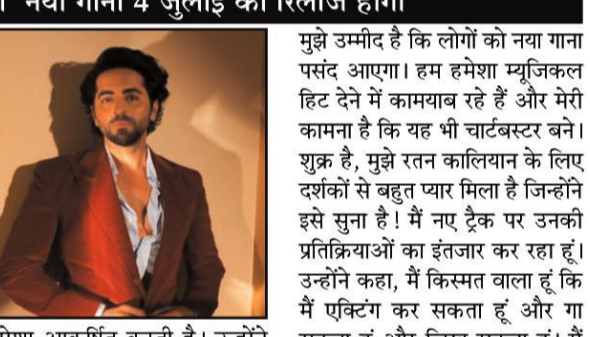 नया गाना 4 जुलाई को रिलीज होगा
मुझे उम्मीद है कि लोगों को नया गाना
पसंद आएगा। हम हमेशा म्यूजिकल
हिट देने में कामयाब रहे हैं और मेरी
कामना है कि यह भी चार्टबस्टर बने।
शुक्र है, मुझे रतन कालियान के लिए
दर्शकों से बहुत प्यार मिला है जिन्होंने
इसे सुना है! मैं नए ट्रैक पर उनकी
प्रतिक्रियाओं का इंतजार कर रहा हूं।
उन्होंने कहा, मैं किस्मत वाला हूं कि
मैं एक्टिंग कर सकता हूं और गा